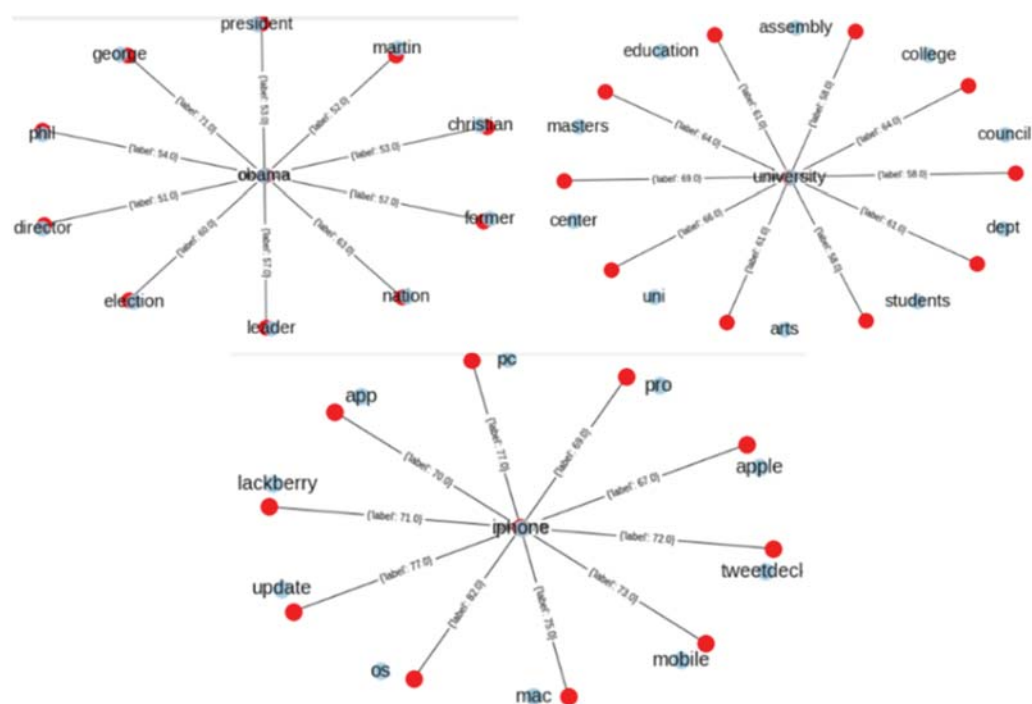 president
george
martin
{'label': 53.0}
{'label': 71.0}
{'label': 52.0}
phil
christian
{'label': 54.0}
{'label': 53.0}
obama
{'label': 51.0}
{'label': 57.0}
director
former
{'label': 60.0}
{'label': 57.0}
{'label': 63.0}
election
nation
leader
assembly
education
college
{'label': 61.0}
{'label': 58.0}
masters
council
{'label': 64.0}
{'label': 64.0}
university
{'label': 69.0}
{'label': 58.0}
center
dept
{'label': 66.0}
{'label': 61.0}
{'label': 61.0}
{'label': 58.0}
uni
students
arts
pc
app
pro
{'label': 77.0}
{'label': 69.0}
lackberry
apple
{'label': 70.0}
{'label': 67.0}
{'label': 71.0}
iphone
{'label': 72.0}
tweetdecl
update
{'label': 77.0}
{'label': 73.0}
{'label': 82.0}
{'label': 75.0}
os
mobile
mac